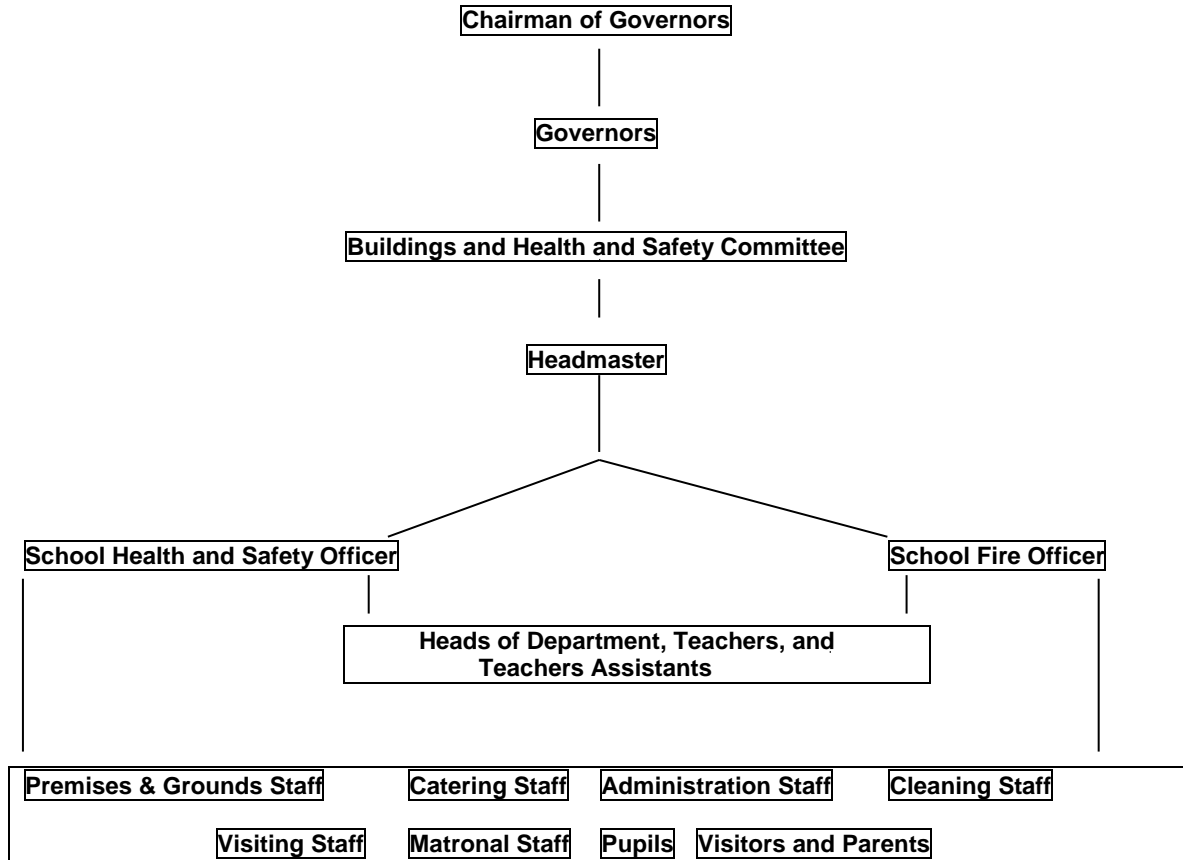 Chairman of Governors
Governors
Buildings and Health and Safety Committee
Headmaster
School Health and Safety Officer
School Fire Officer
Heads of Department, Teachers, and
Teachers Assistants
Premises & Grounds Staff
Catering Staff
Administration Staff
Cleaning Staff
Visiting Staff
Matronal Staff
Pupils
Visitors and Parents